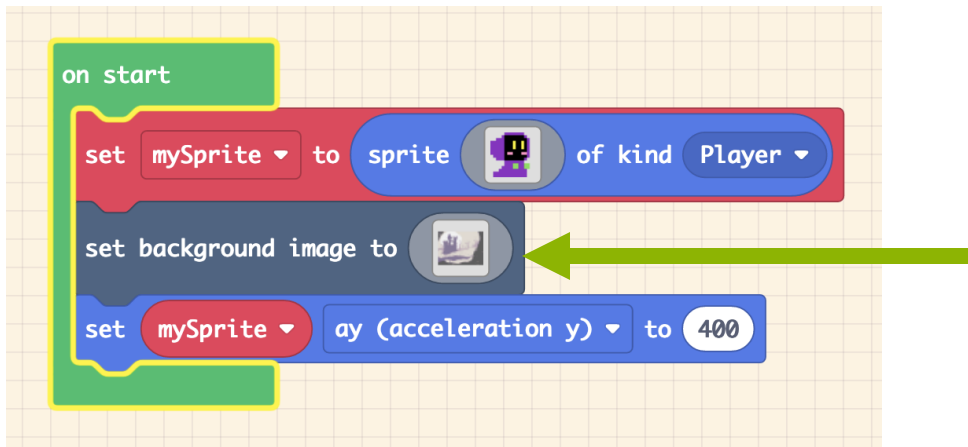 on start
set mySprite to sprite of kind Player
set background image to
set mySprite ay (acceleration y) to 400